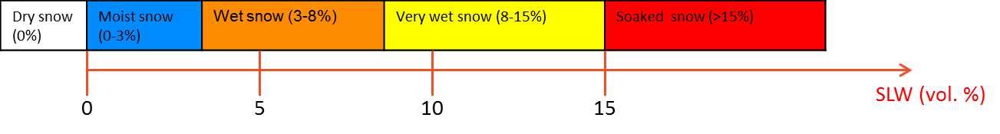 Dry snow
(0%)
Moist snow
(0-3%)
Wet snow (3-8%)
Very wet snow (8-15%)
Soaked  snow (>15%)
0
5
10
15
SLW (vol. %)